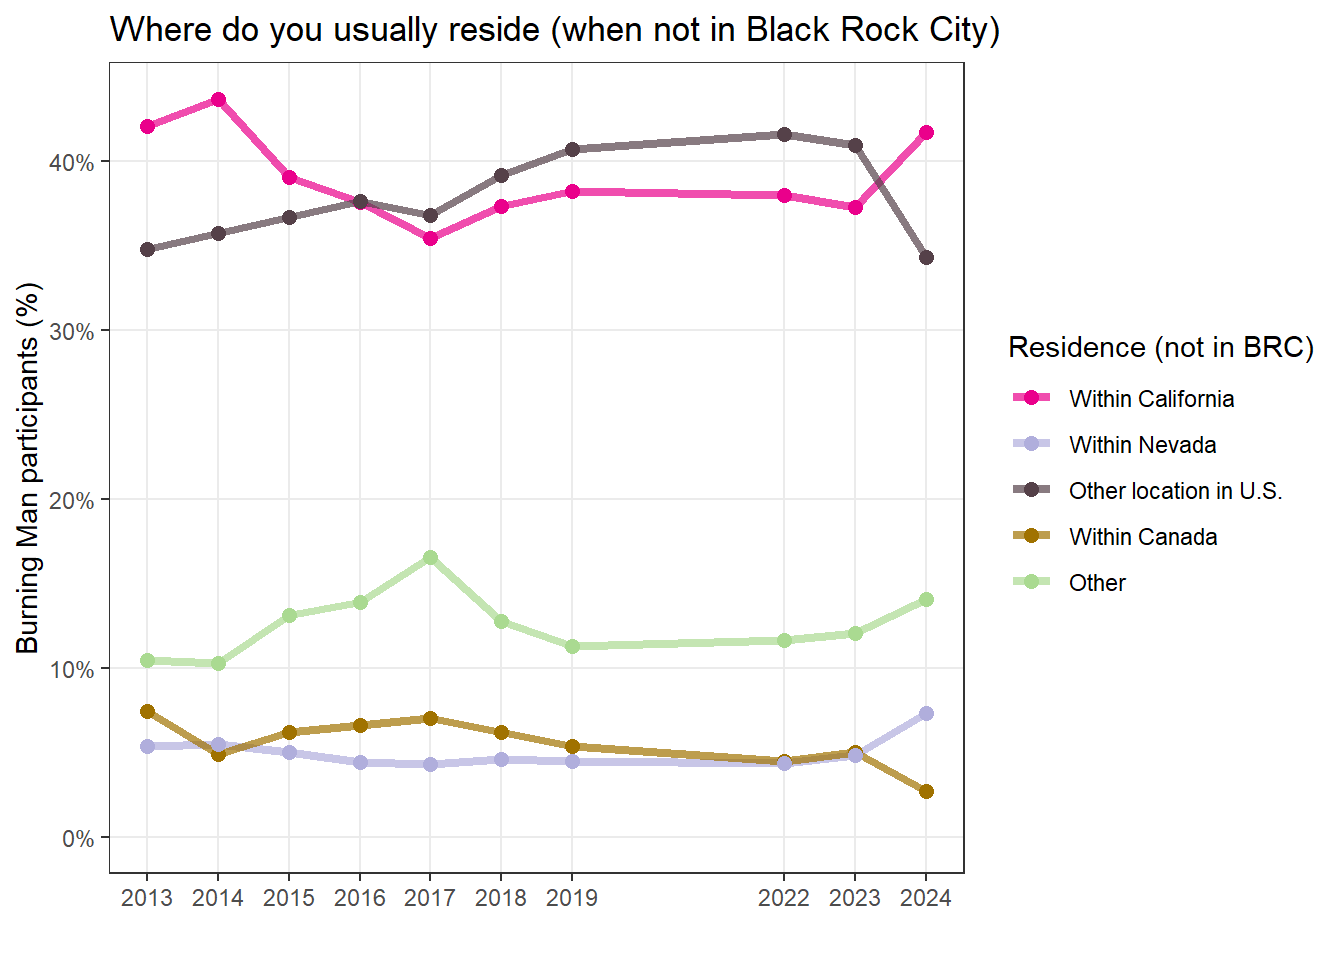 Where do you usually reside (when not in Black Rock City)
Burning Man participants (%)
40%
30%
20%
10%
0%
2013 2014 2015 2016 2017 2018 2019 2022 2023 2024
Residence (not in BRC)
Within California
Within Nevada
Other location in U.S.
Within Canada
Other